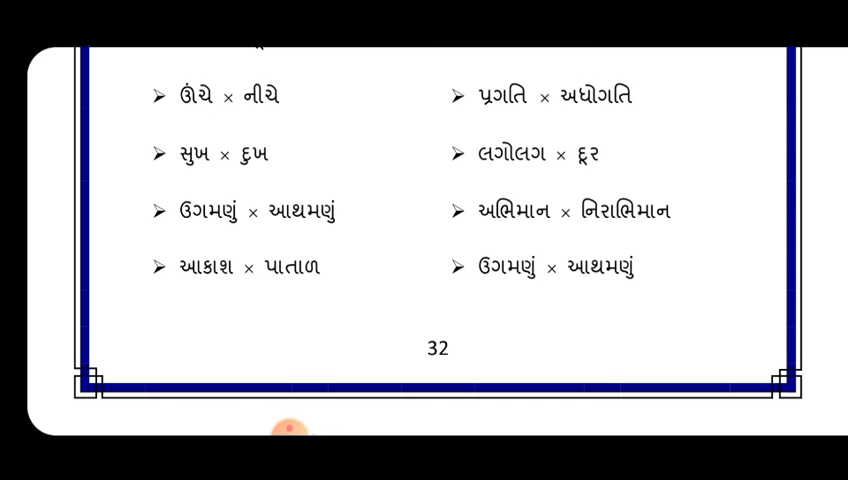 ➢ ઊંચે × નીચે ➢ પ્રગતિ × અધોગતિ
➢ સુખ × દુખ ➢ લગોલગ × દૂર
➢ ઉગમણું × આથમણું ➢ અભિમાન × નિરાભિમાન
➢ આકાશ × પાતાળ ➢ ઉગમણું × આથમણું
32